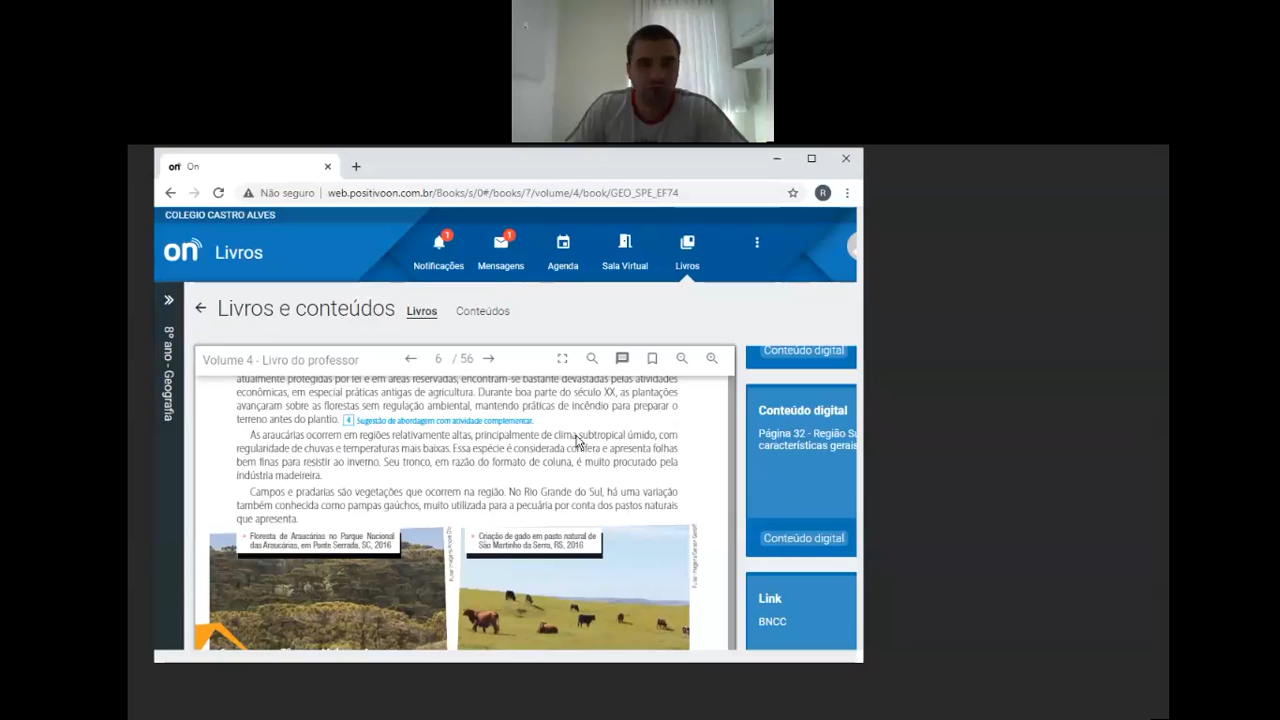 on On
Não seguro web.positivoon.com.br/Books/s/0#/books/7/volume/4/book/GEO_SPE_EF74
R
COLEGIO CASTRO ALVES
on Livros
1
1
Notificações
Mensagens
Agenda
Sala Virtual
Livros
8º ano - Geografia
Livros e conteúdos
Livros
Conteúdos
Volume 4 - Livro do professor
6 / 56
atualmente protegidas por lei e em áreas reservadas, encontram-se bastante devastadas pelas atividades
econômicas, em especial práticas antigas de agricultura. Durante boa parte do século XX, as plantações
avançaram sobre as florestas sem regulação ambiental, mantendo práticas de incêndio para preparar o
terreno antes do plantio. 4 Sugestão de abordagem com atividade complementar.
As araucárias ocorrem em regiões relativamente altas, principalmente de clima subtropical úmido, com
regularidade de chuvas e temperaturas mais baixas. Essa espécie é considerada conífera e apresenta folhas
bem finas para resistir ao inverno. Seu tronco, em razão do formato de coluna, é muito procurado pela
indústria madeireira.
Campos e pradarias são vegetações que ocorrem na região. No Rio Grande do Sul, há uma variação
também conhecida como pampas gaúchos, muito utilizada para a pecuária por conta dos pastos naturais
que apresenta.
Floresta de Araucárias no Parque Nacional
das Araucárias, em Ponte Serrada, SC, 2016
Criação de gado em pasto natural de
São Martinho da Serra, RS, 2016
Conteúdo digital
Conteúdo digital
Página 32 - Região Su
características gerais
Conteúdo digital
Link
BNCC